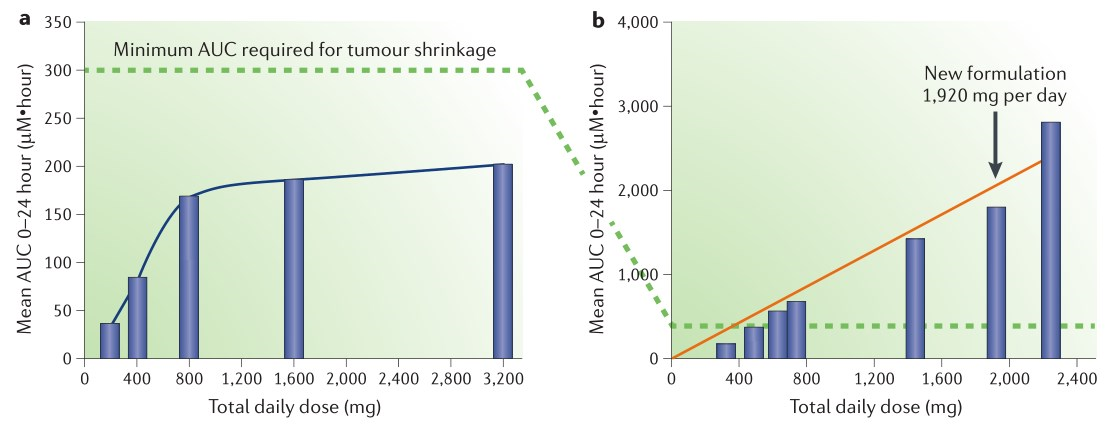 a
350
300
250
200
150
100
50
0
Mean AUC 0–24 hour (μM•hour)
Minimum AUC required for tumour shrinkage
0 400 800 1,200 1,600 2,000 2,400 2,800 3,200
Total daily dose (mg)
b
4,000
3,000
2,000
1,000
0
Mean AUC 0–24 hour (μM•hour)
New formulation
1,920 mg per day
0 400 800 1,200 1,600 2,000 2,400
Total daily dose (mg)